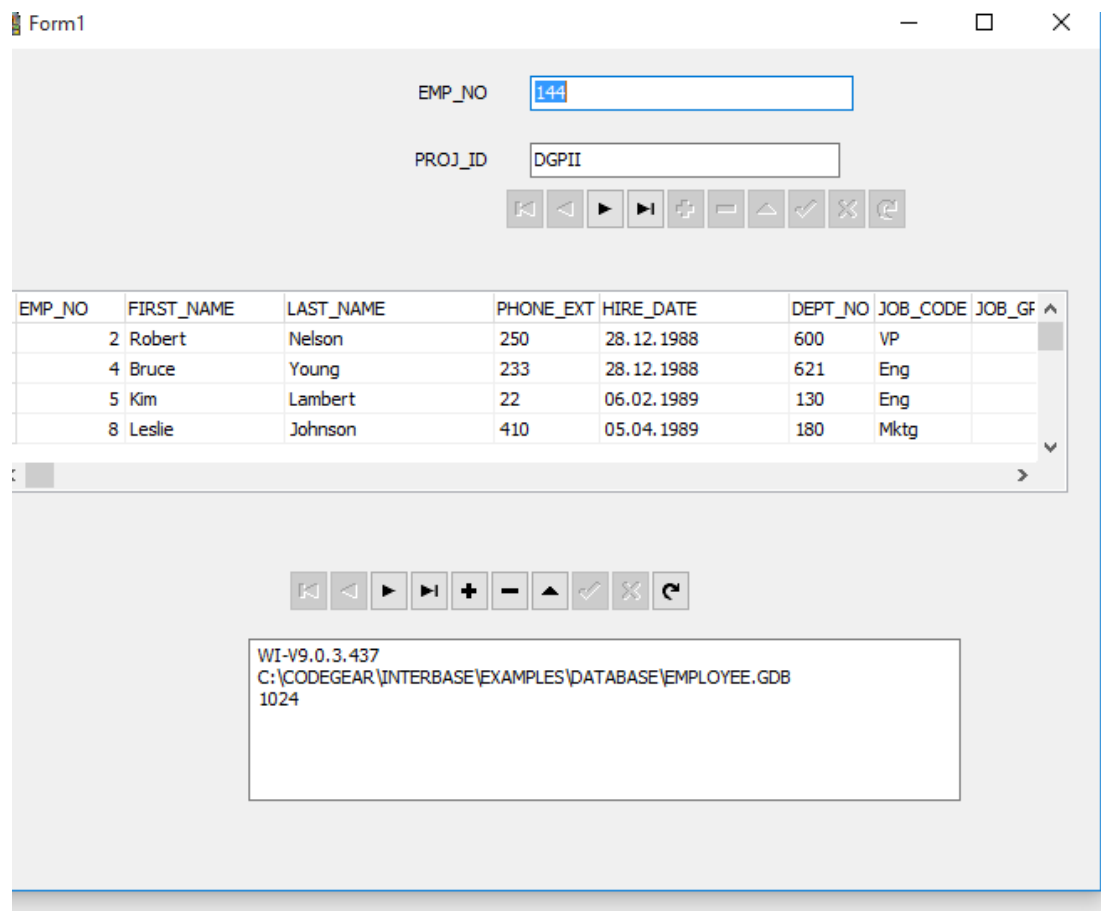 Form1
EMP_NO 144
PROJ_ID DGPII
EMP_NO FIRST_NAME LAST_NAME PHONE_EXT HIRE_DATE DEPT_NO JOB_CODE JOB_GR
2 Robert Nelson 250 28.12.1988 600 VP
4 Bruce Young 233 28.12.1988 621 Eng
5 Kim Lambert 22 06.02.1989 130 Eng
8 Leslie Johnson 410 05.04.1989 180 Mktg
WI-V9.0.3.437
C:\CODEGEAR\INTERBASE\EXAMPLES\DATABASE\EMPLOYEE.GDB
1024